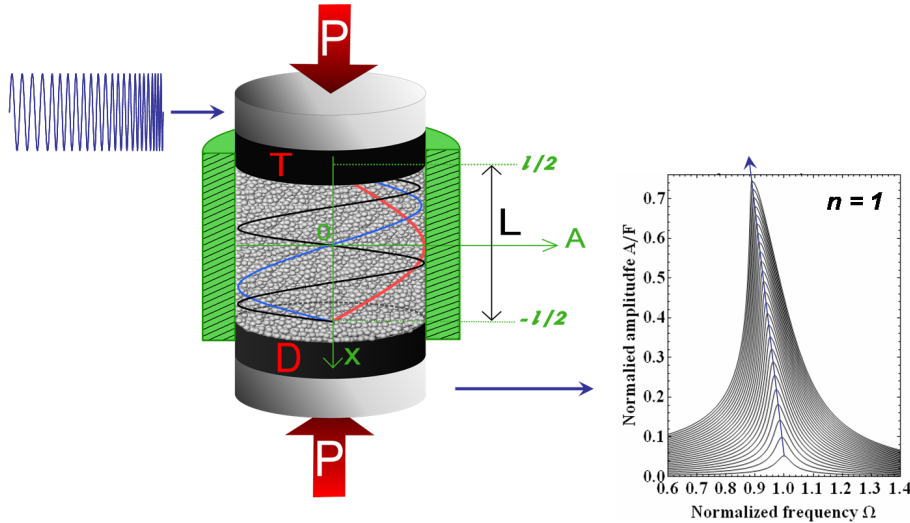 P
T
l/2
0
L
A
-l/2
D
x
P
n = 1
Normalied amplitudfe A/F
0.7
0.6
0.5
0.4
0.3
0.2
0.1
0.0
0.6 0.7 0.8 0.9 1.0 1.1 1.2 1.3 1.4
Normalized frequency Ω